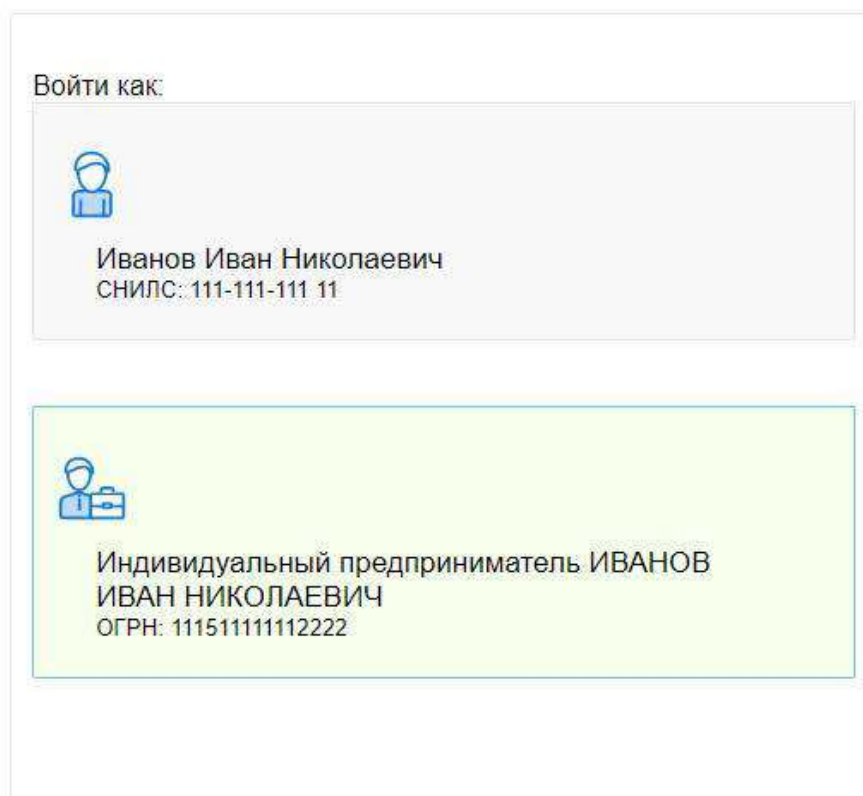 Войти как:
Иванов Иван Николаевич
СНИЛС: 111-111-111 11
Индивидуальный предприниматель ИВАНОВ
ИВАН НИКОЛАЕВИЧ
ОГРН: 111511111112222